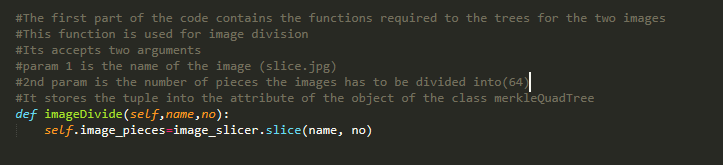 #The first part of the code contains the functions required to the trees for the two images
#This function is used for image division
#Its accepts two arguments
#param 1 is the name of the image (slice.jpg)
#2nd param is the number of pieces the images has to be divided into(64)
#It stores the tuple into the attribute of the object of the class merkleQuadTree
def imageDivide(self,name,no):
    self.image_pieces=image_slicer.slice(name, no)